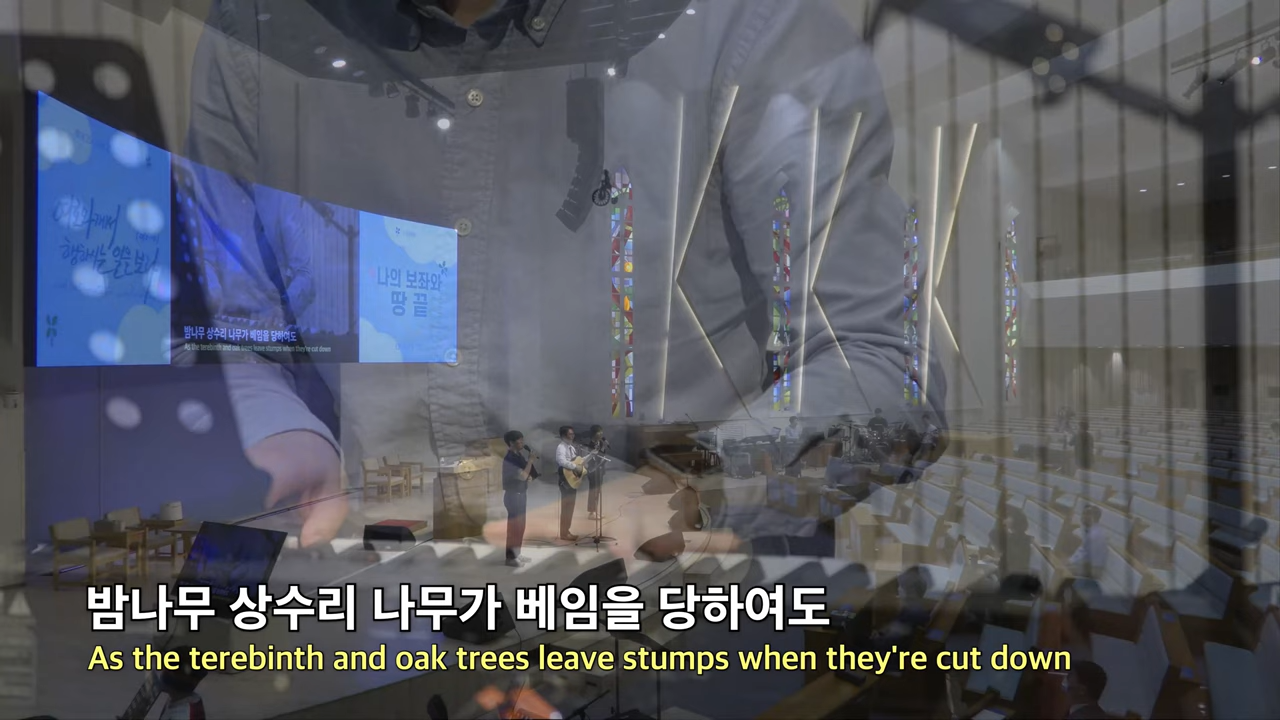 나의 보좌와
땅 끝
밤나무 상수리 나무가 베임을 당하여도
As the terebinth and oak trees leave stumps when they're cut down
밤나무 상수리 나무가 베임을 당하여도
As the terebinth and oak trees leave stumps when they're cut down